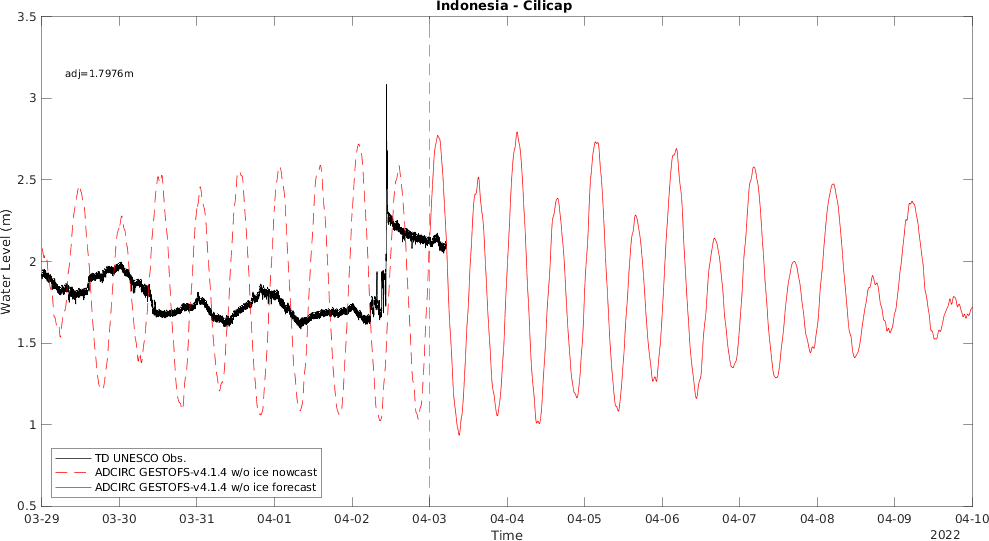 Indonesia - Cilicap
3.5
adj=1.7976m
3
2.5
2
1.5
1
0.5
Water Level (m)
TD UNESCO Obs.
ADCIRC GESTOFS-v4.1.4 w/o ice nowcast
ADCIRC GESTOFS-v4.1.4 w/o ice forecast
03-29 03-30 03-31 04-01 04-02 04-03 04-04 04-05 04-06 04-07 04-08 04-09 04-10
Time
2022